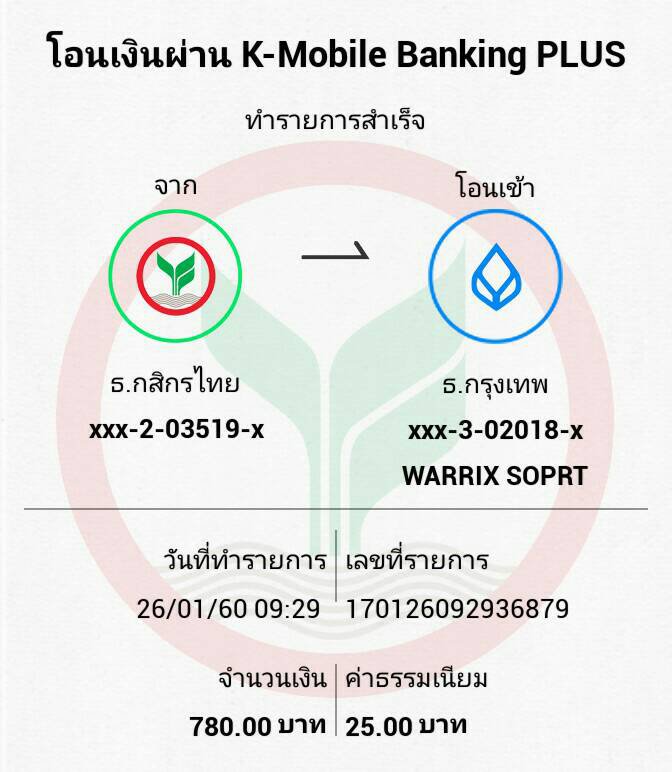 โอนเงินผ่าน K-Mobile Banking PLUS
ทำรายการสำเร็จ
จาก
โอนเข้า
ธ.กสิกรไทย
ธ.กรุงเทพ
xxx-2-03519-x
xxx-3-02018-x
WARRIX SOPRT
วันที่ทำรายการ
เลขที่รายการ
26/01/60 09:29
170126092936879
จำนวนเงิน
ค่าธรรมเนียม
780.00 บาท
25.00 บาท